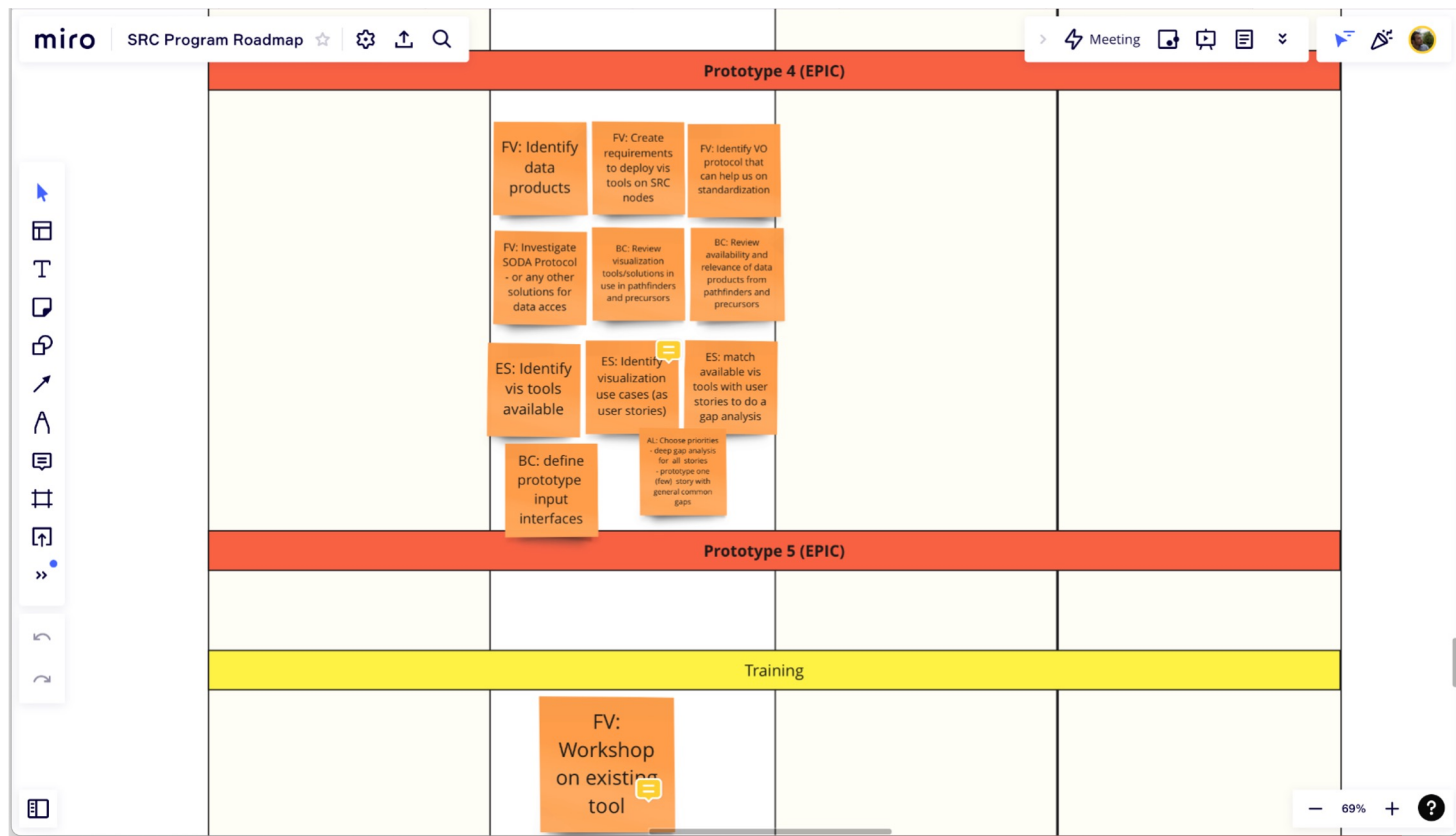 miro
SRC Program Roadmap
Meeting
Prototype 4 (EPIC)
FV: Identify
data
products
FV: Create
requirements
to deploy vis
tools on SRC
nodes
FV: Identify VO
protocol that
can help us on
standardization
FV: Investigate
SODA Protocol
- or any other
solutions for
data acces
BC: Review
visualization
tools/solutions in
use in pathfinders
and precursors
BC: Review
availability and
relevance of data
products from
pathfinders and
precursors
ES: Identify
vis tools
available
ES: Identify
visualization
use cases (as
user stories)
ES: match
available vis
tools with user
stories to do a
gap analysis
BC: define
prototype
input
interfaces
AL: Choose priorities
- deep gap analysis
for all stories
- prototype one
(few) story with
general common
gaps
Prototype 5 (EPIC)
Training
FV:
Workshop
on existing
tool
69%